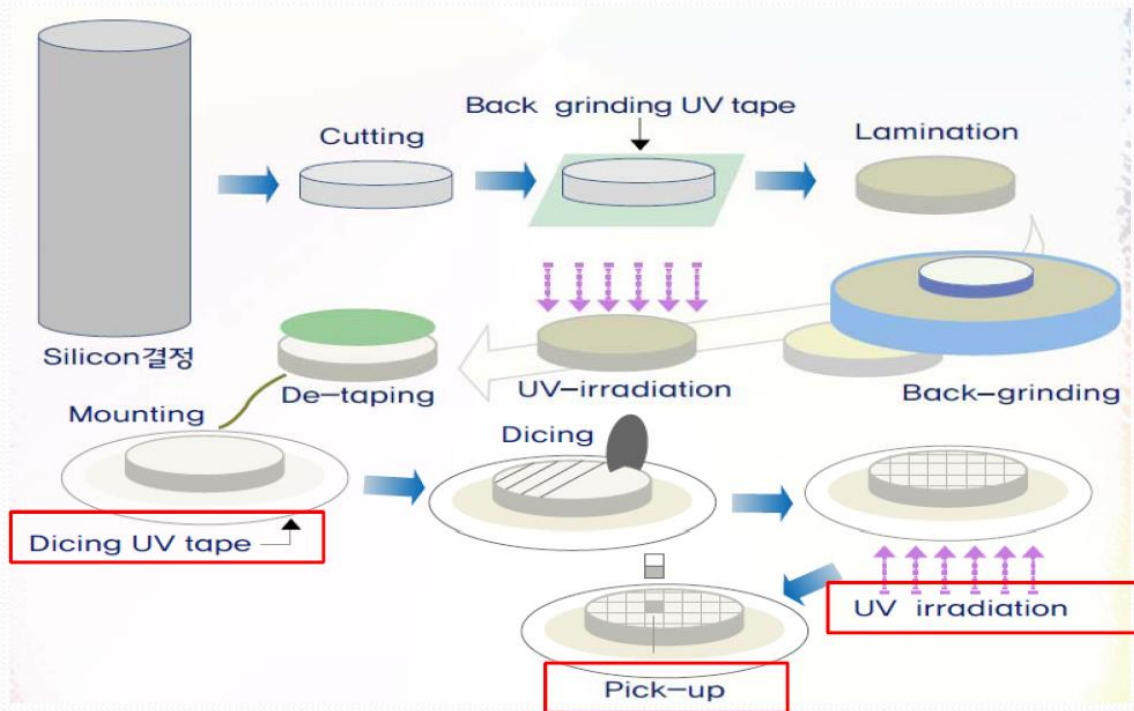 Silicon결정
Cutting
Back grinding UV tape
Lamination
Back-grinding
UV-irradiation
De-taping
Mounting
Dicing UV tape
Dicing
UV irradiation
Pick-up